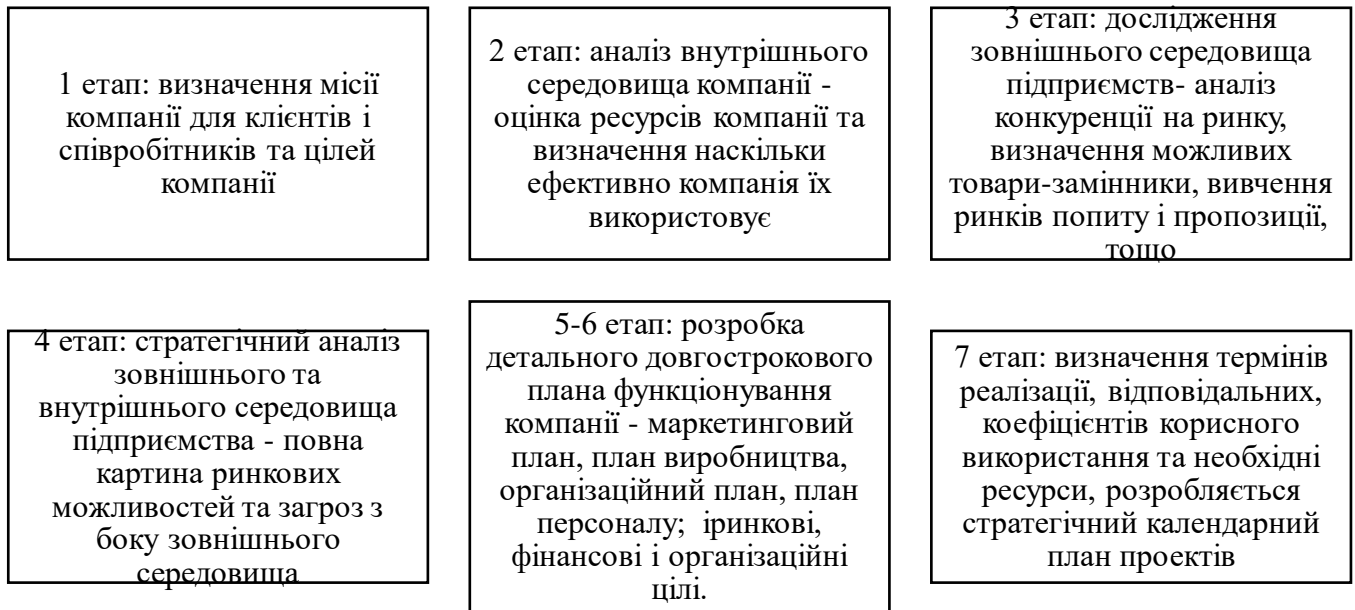 1 етап: визначення місії
компанії для клієнтів і
співробітників та цілей
компанії
2 етап: аналіз внутрішнього
середовища компанії -
оцінка ресурсів компанії та
визначення наскільки
ефективно компанія їх
використовує
3 етап: дослідження
зовнішнього середовища
підприємств- аналіз
конкуренції на ринку,
визначення можливих
товари-замінники, вивчення
ринків попиту і пропозиції,
тощо
4 етап: стратегічний аналіз
зовнішнього та
внутрішнього середовища
підприємства - повна
картина ринкових
можливостей та загроз з
боку зовнішнього
середовища
5-6 етап: розробка
детального довгострокового
плана функціонування
компанії - маркетинговий
план, план виробництва,
організаційний план, план
персоналу;  іринкові,
фінансові і організаційні
цілі.
7 етап: визначення термінів
реалізації, відповідальних,
коефіцієнтів корисного
використання та необхідні
ресурси, розробляється
стратегічний календарний
план проектів